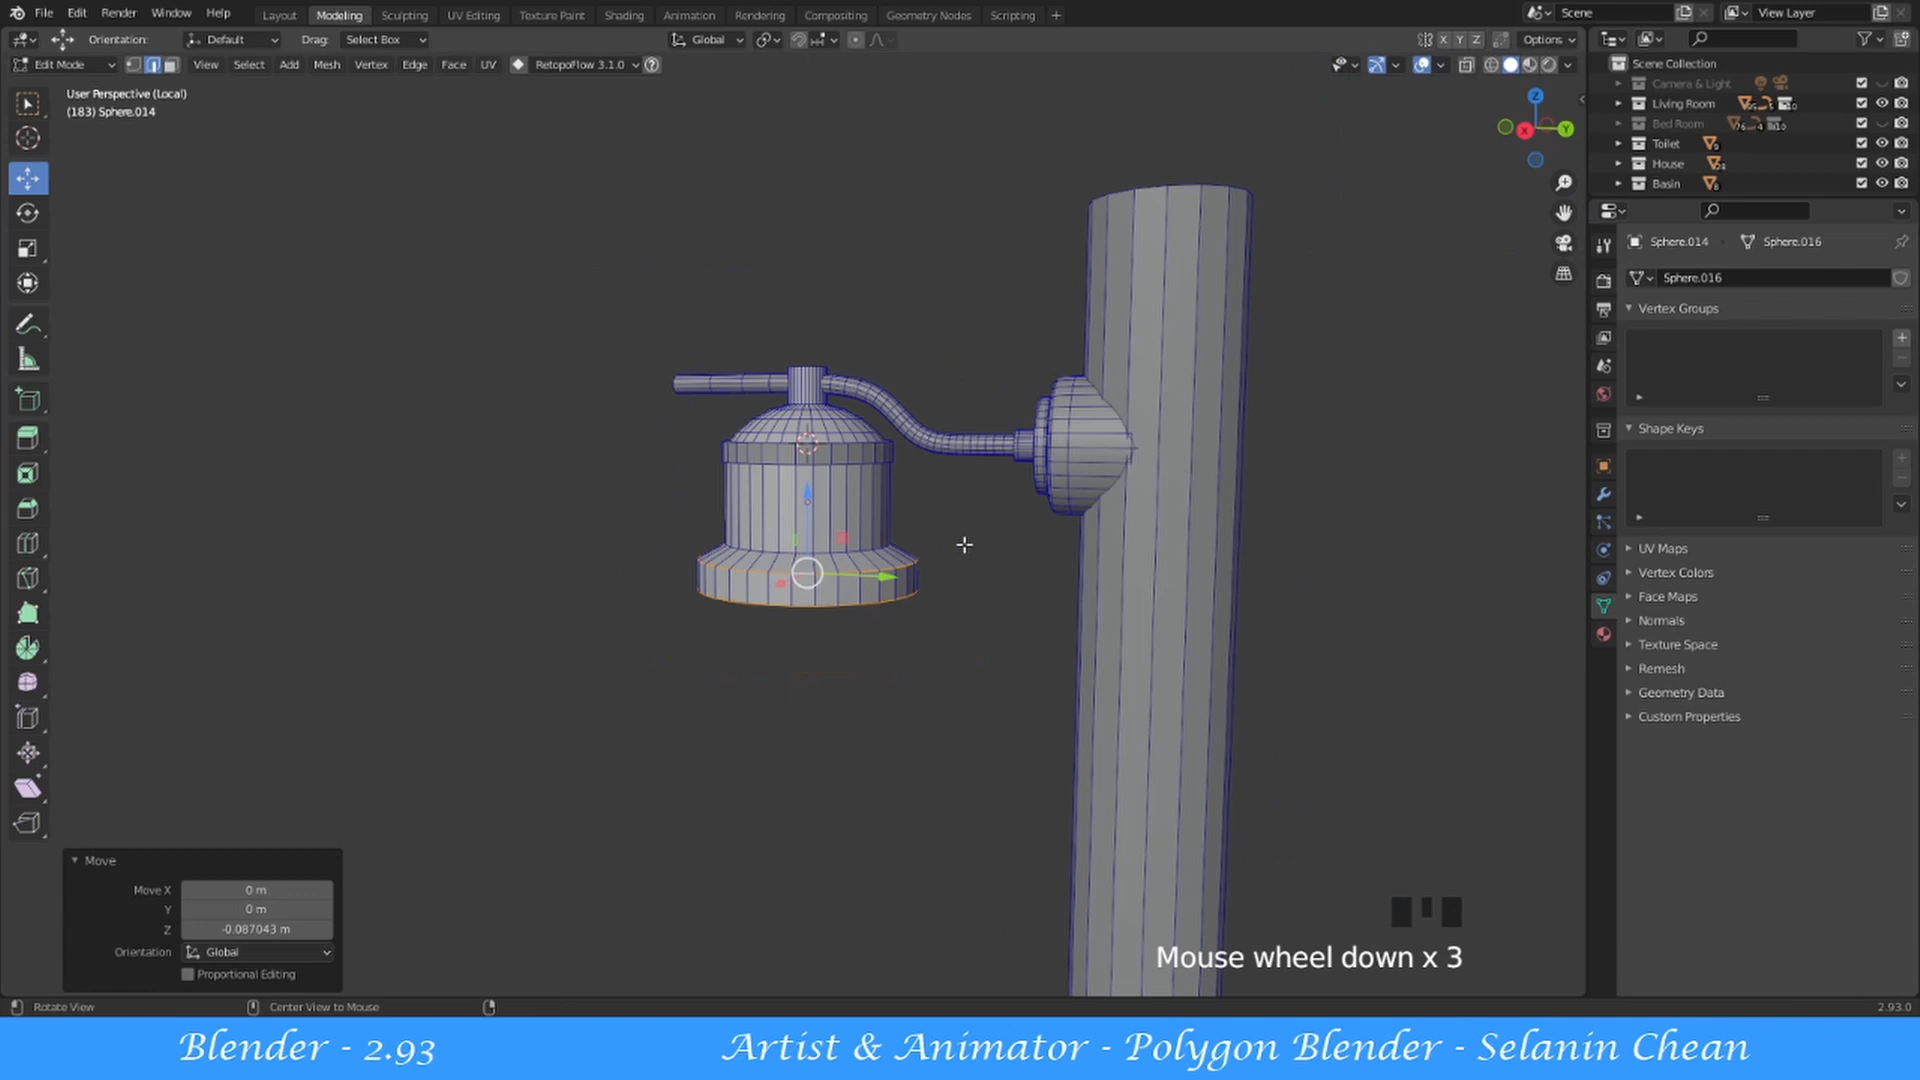 File Edit Render Window Help Layout Modeling Sculpting UV Editing Texture Paint Shading Animation Rendering Compositing Geometry Nodes Scripting + Scene View Layer
Orientation: Default Drag: Select Box Global X Y Z Options
Edit Mode View Select Add Mesh Vertex Edge Face UV RetopoFlow 3.1.0
User Perspective (Local)
(183) Sphere.014
Z
X
Y
Scene Collection
Camera & Light
Living Room
Bed Room
Toilet
House
Basin
Sphere.014 Sphere.016
Sphere.016
Vertex Groups
Shape Keys
UV Maps
Vertex Colors
Face Maps
Normals
Texture Space
Remesh
Geometry Data
Custom Properties
Move
Move X 0 m
Y 0 m
Z -0.087043 m
Orientation Global
Proportional Editing
Mouse wheel down x 3
Rotate View Center View to Mouse 2.93.0
Blender - 2.93 Artist & Animator - Polygon Blender - Selanin Chean